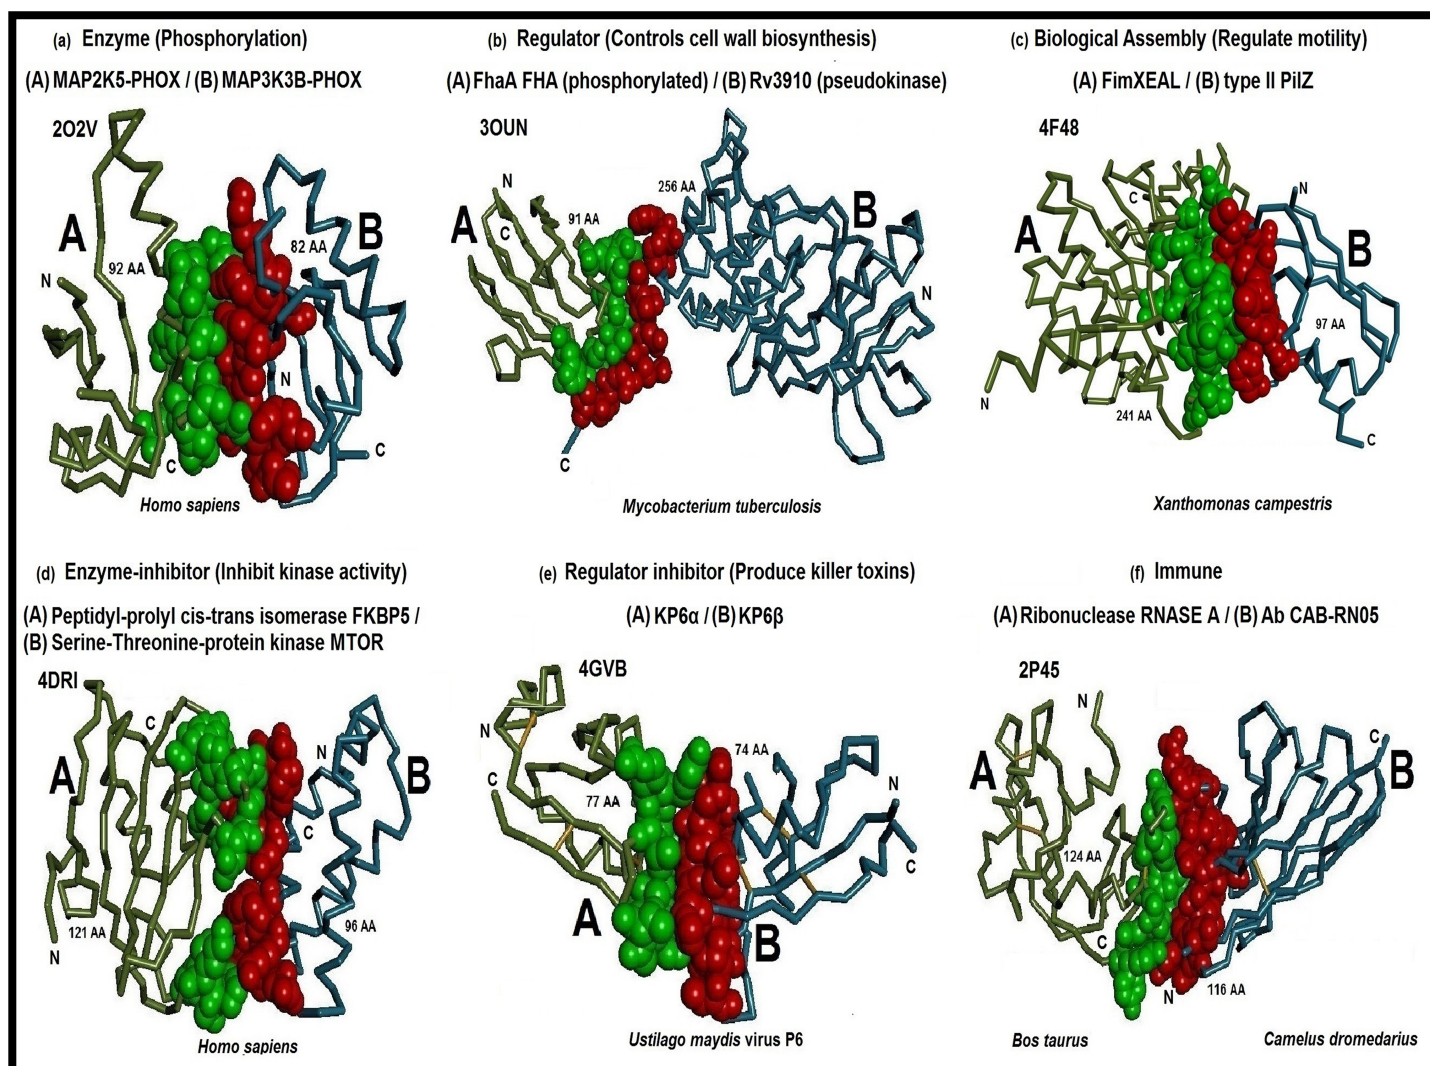 (a) Enzyme (Phosphorylation)
(A) MAP2K5-PHOX / (B) MAP3K3B-PHOX
2O2V
A
B
82 AA
92 AA
N
N
C
C
Homo sapiens
(b) Regulator (Controls cell wall biosynthesis)
(A) FhaA FHA (phosphorylated) / (B) Rv3910 (pseudokinase)
3OUN
N
256 AA
A
91 AA
B
C
N
C
Mycobacterium tuberculosis
(c) Biological Assembly (Regulate motility)
(A) FimXEAL / (B) type II PilZ
4F48
C
N
A
B
97 AA
N
241 AA
C
Xanthomonas campestris
(d) Enzyme-inhibitor (Inhibit kinase activity)
(A) Peptidyl-prolyl cis-trans isomerase FKBP5 /
(B) Serine-Threonine-protein kinase MTOR
4DRI
C
N
A
B
C
121 AA
96 AA
N
Homo sapiens
(e) Regulator inhibitor (Produce killer toxins)
(A) KP6α / (B) KP6β
4GVB
N
74 AA
C
77 AA
N
C
A
B
Ustilago maydis virus P6
(f) Immune
(A) Ribonuclease RNASE A / (B) Ab CAB-RN05
2P45
N
C
A
B
124 AA
C
N
116 AA
Bos taurus
Camelus dromedarius